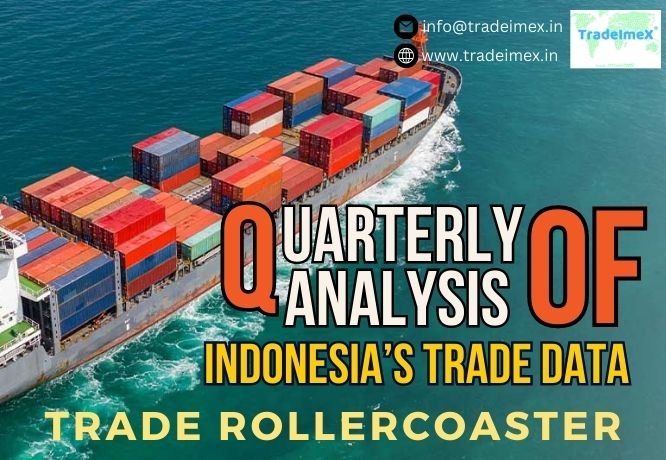 info@tradeimex.in
www.tradeimex.in
TradeImeX
QUARTERLY
ANALYSIS OF
INDONESIA'S TRADE DATA
TRADE ROLLERCOASTER